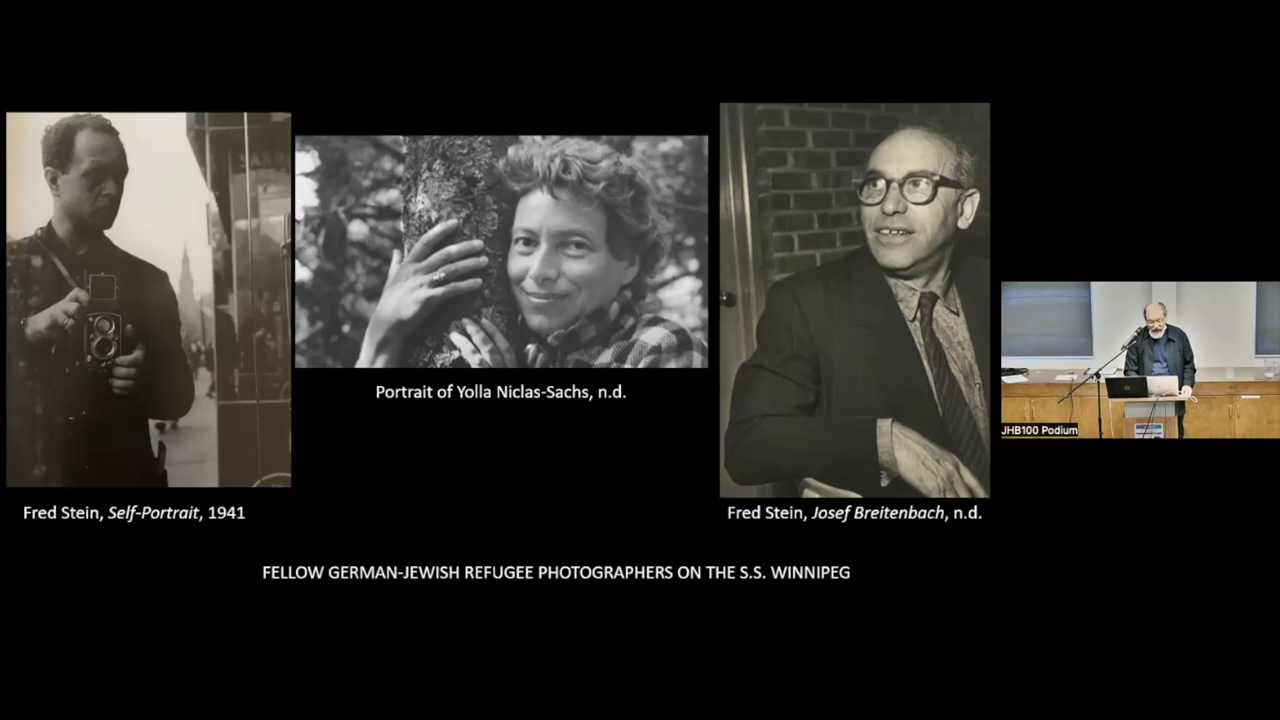 Fred Stein, Self-Portrait, 1941
Portrait of Yolla Niclas-Sachs, n.d.
Fred Stein, Josef Breitenbach, n.d.
JHB100 Podium
FELLOW GERMAN-JEWISH REFUGEE PHOTOGRAPHERS ON THE S.S. WINNIPEG